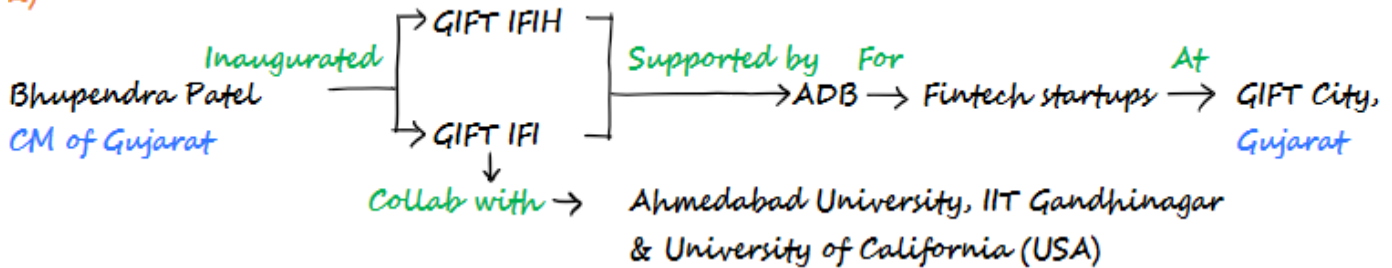 GIFT IFIH
Inaugurated
Supported by For At
Bhupendra Patel
ADB Fintech startups GIFT City,
CM of Gujarat
GIFT IFI
Gujarat
Collab with Ahmedabad University, IIT Gandhinagar
& University of California (USA)